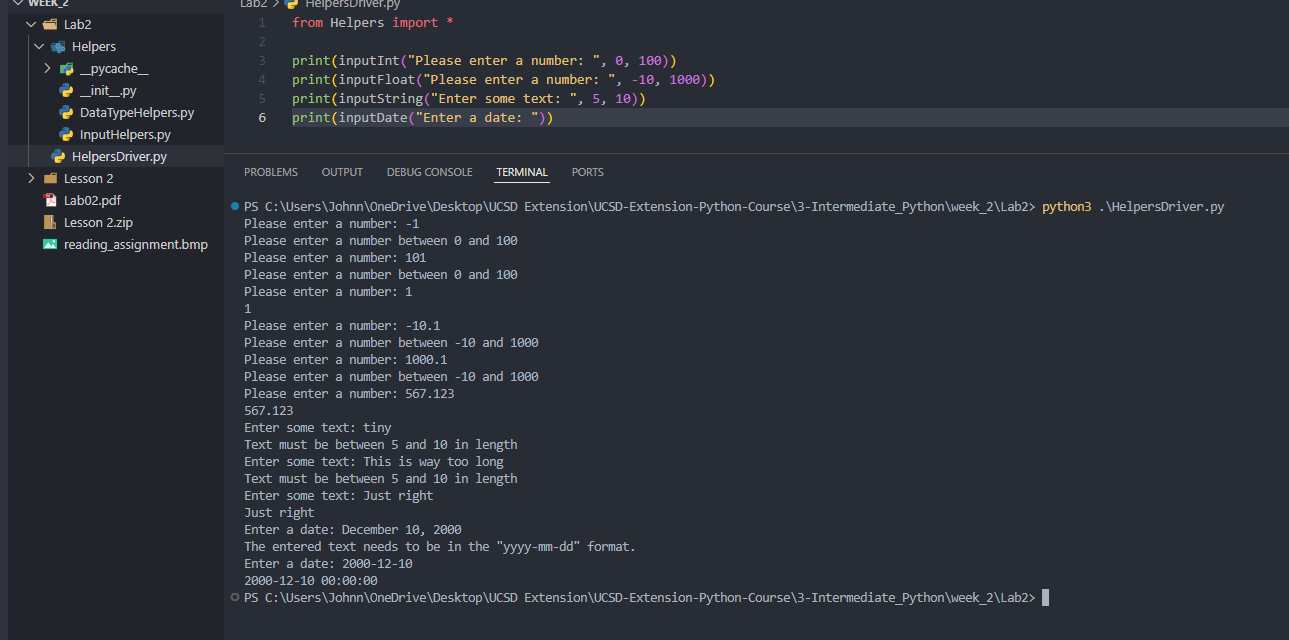 WEEK_2
Lab2
Helpers
__pycache__
__init__.py
DataTypeHelpers.py
InputHelpers.py
HelpersDriver.py
Lesson 2
Lab02.pdf
Lesson 2.zip
reading_assignment.bmp
Lab2 > HelpersDriver.py
1 from Helpers import *
2
3 print(inputInt("Please enter a number: ", 0, 100))
4 print(inputFloat("Please enter a number: ", -10, 1000))
5 print(inputString("Enter some text: ", 5, 10))
6 print(inputDate("Enter a date: "))
PROBLEMS OUTPUT DEBUG CONSOLE TERMINAL PORTS
PS C:\Users\Johnn\OneDrive\Desktop\UCSD Extension\UCSD-Extension-Python-Course\3-Intermediate_Python\week_2\Lab2> python3 .\HelpersDriver.py
Please enter a number: -1
Please enter a number between 0 and 100
Please enter a number: 101
Please enter a number between 0 and 100
Please enter a number: 1
1
Please enter a number: -10.1
Please enter a number between -10 and 1000
Please enter a number: 1000.1
Please enter a number between -10 and 1000
Please enter a number: 567.123
567.123
Enter some text: tiny
Text must be between 5 and 10 in length
Enter some text: This is way too long
Text must be between 5 and 10 in length
Enter some text: Just right
Just right
Enter a date: December 10, 2000
The entered text needs to be in the "yyyy-mm-dd" format.
Enter a date: 2000-12-10
2000-12-10 00:00:00
PS C:\Users\Johnn\OneDrive\Desktop\UCSD Extension\UCSD-Extension-Python-Course\3-Intermediate_Python\week_2\Lab2>